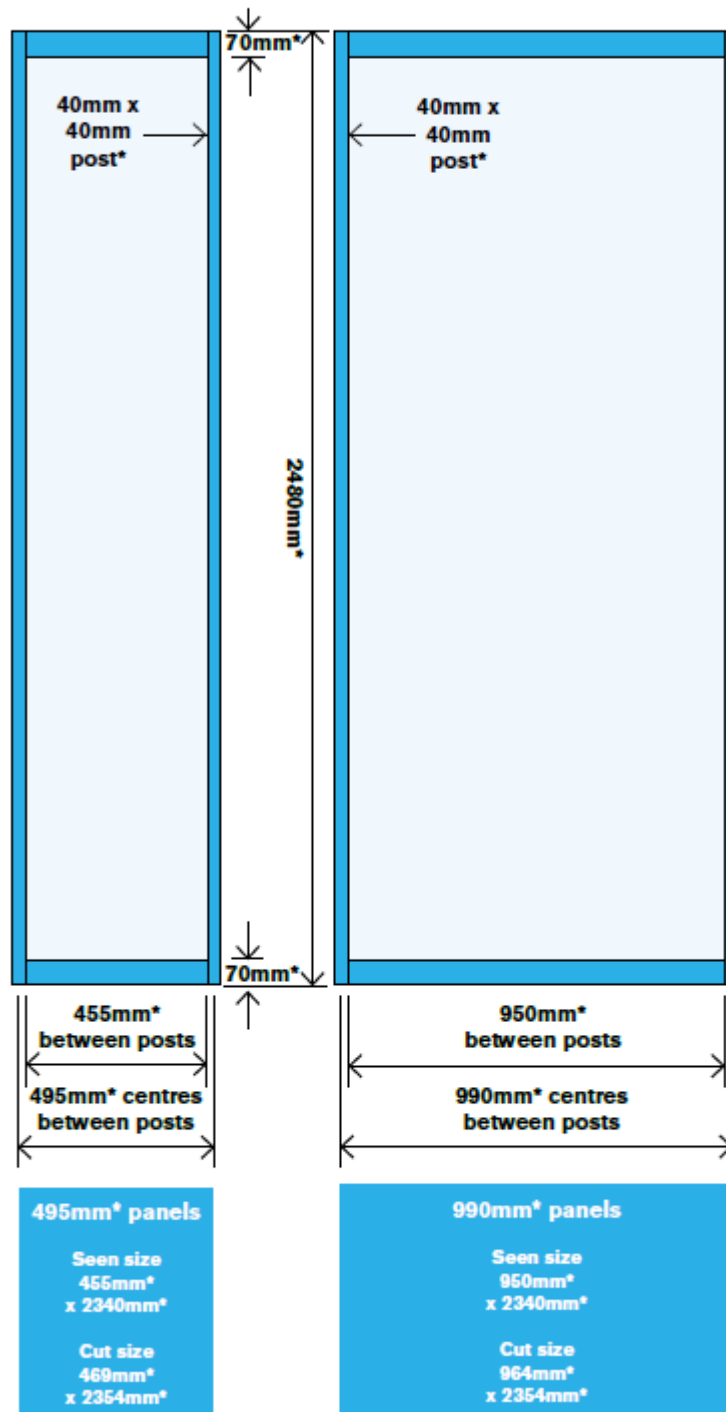 70mm*
40mm x
40mm
post*
40mm x
40mm
post*
2480mm*
70mm*
455mm*
between posts
495mm* centres
between posts
950mm*
between posts
990mm* centres
between posts
495mm* panels
Seen size
455mm*
x 2340mm*
Cut size
469mm*
x 2354mm*
990mm* panels
Seen size
950mm*
x 2340mm*
Cut size
964mm*
x 2354mm*